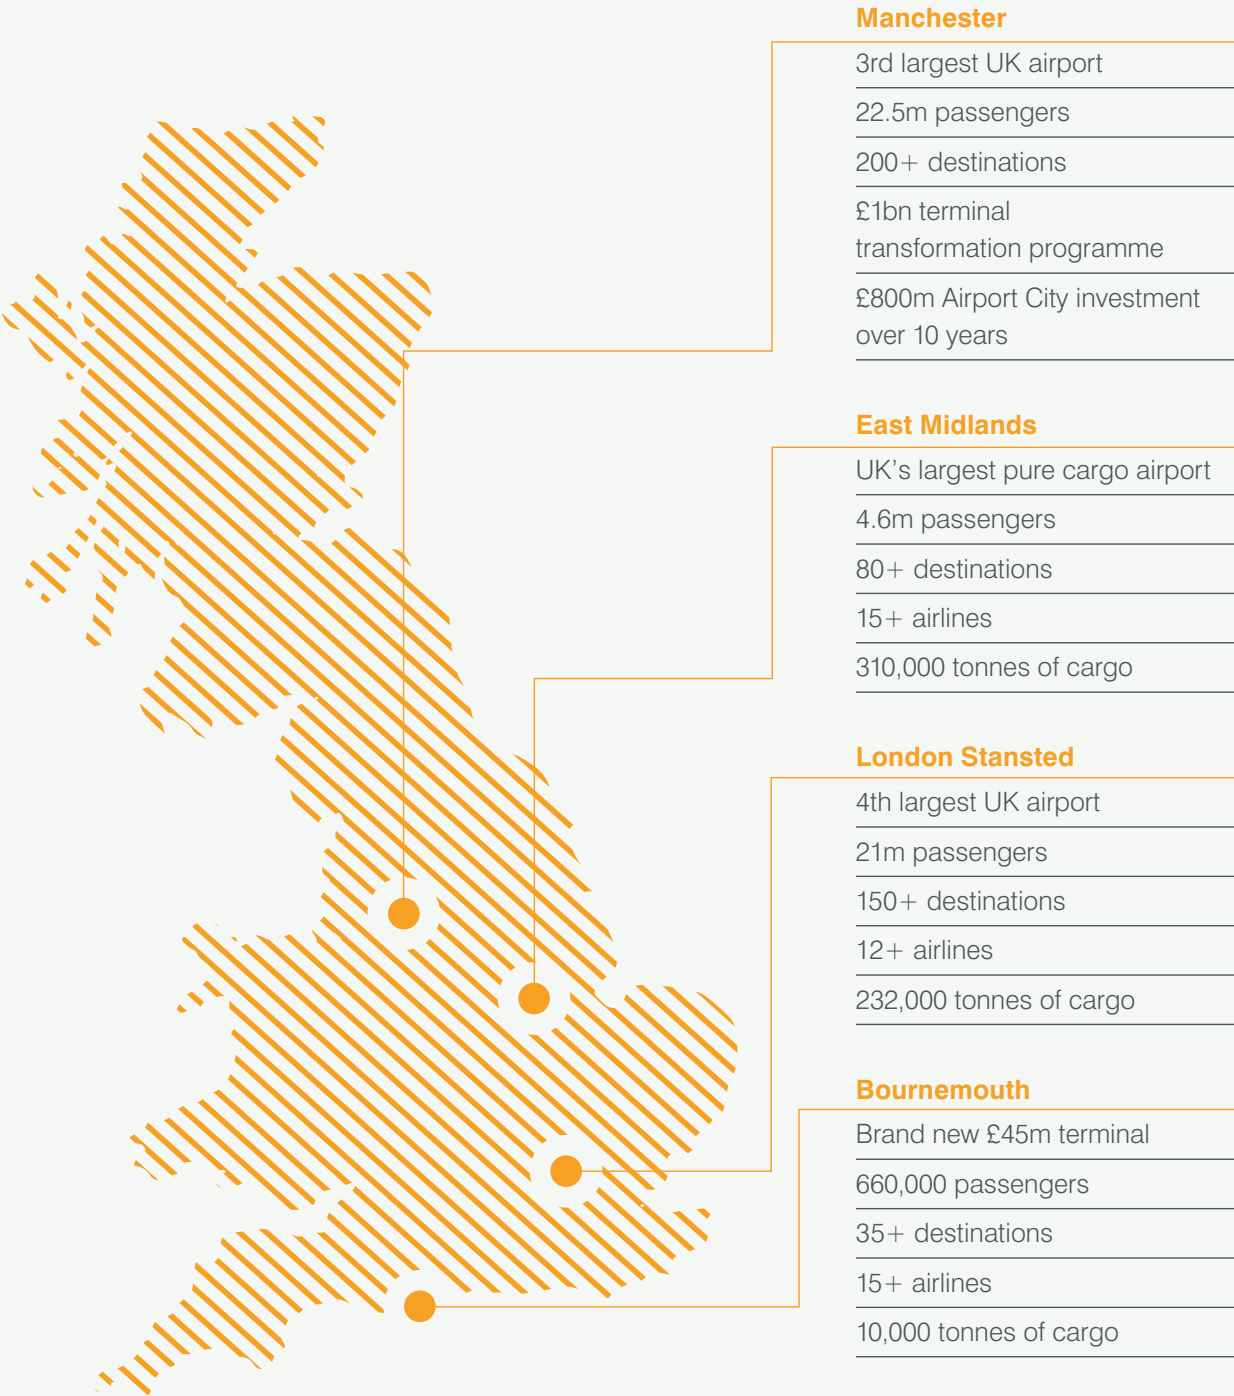 Manchester
3rd largest UK airport
22.5m passengers
200+ destinations
£1bn terminal
transformation programme
£800m Airport City investment
over 10 years
East Midlands
UK’s largest pure cargo airport
4.6m passengers
80+ destinations
15+ airlines
310,000 tonnes of cargo
London Stansted
4th largest UK airport
21m passengers
150+ destinations
12+ airlines
232,000 tonnes of cargo
Bournemouth
Brand new £45m terminal
660,000 passengers
35+ destinations
15+ airlines
10,000 tonnes of cargo